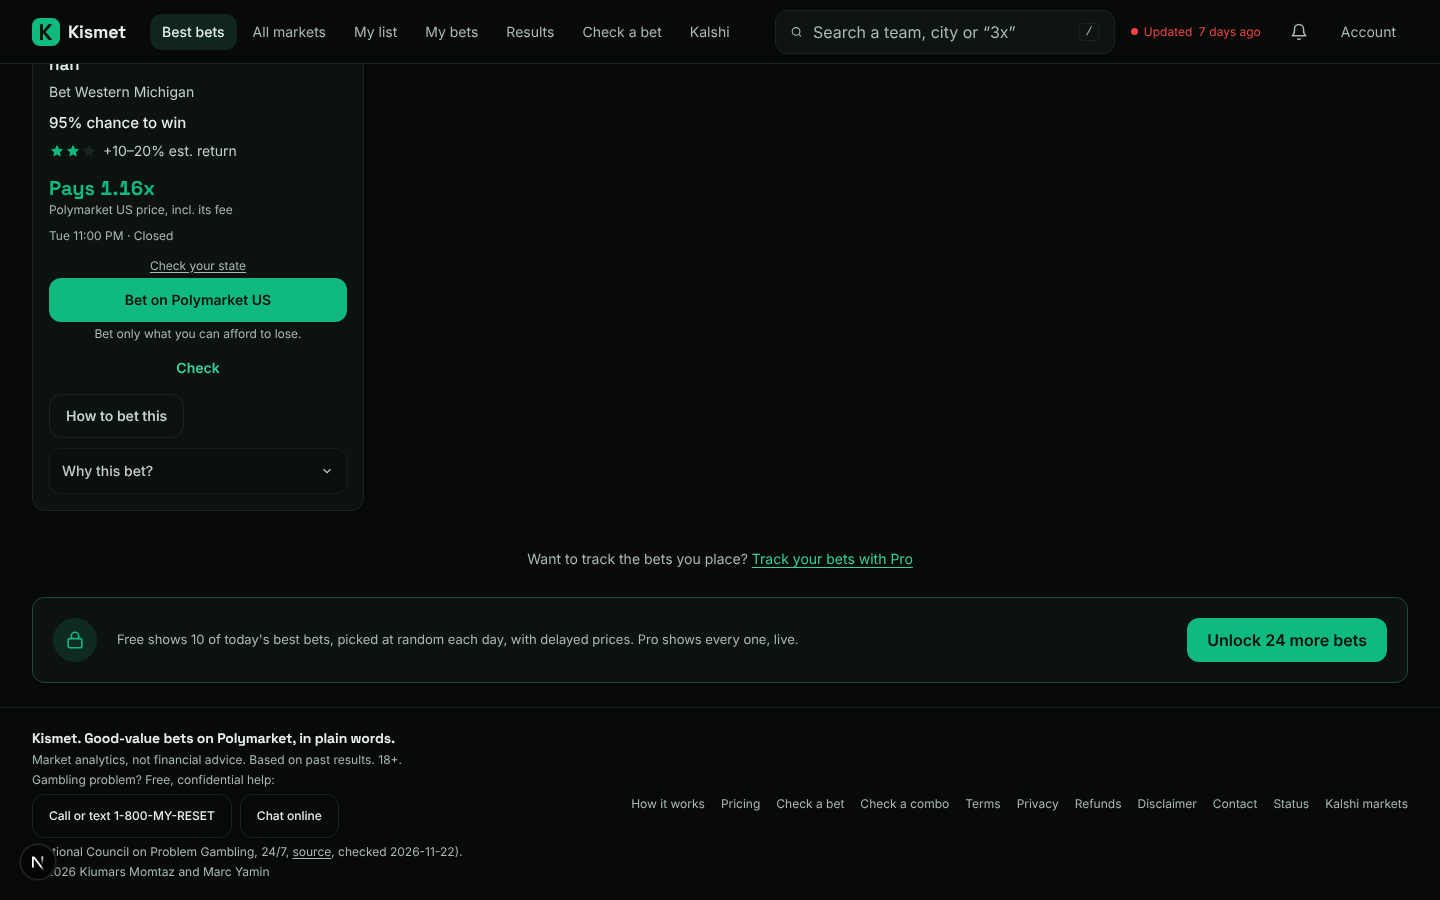 K Kismet Best bets All markets My list My bets Results Check a bet Kalshi Search a team, city or “3x” / Updated 7 days ago Account
Bet Western Michigan
95% chance to win
+10–20% est. return
Pays 1.16x
Polymarket US price, incl. its fee
Tue 11:00 PM · Closed
Check your state
Bet on Polymarket US
Bet only what you can afford to lose.
Check
How to bet this
Why this bet?
Want to track the bets you place? Track your bets with Pro
Free shows 10 of today's best bets, picked at random each day, with delayed prices. Pro shows every one, live.
Unlock 24 more bets
Kismet. Good-value bets on Polymarket, in plain words.
Market analytics, not financial advice. Based on past results. 18+.
Gambling problem? Free, confidential help:
Call or text 1-800-MY-RESET Chat online
How it works Pricing Check a bet Check a combo Terms Privacy Refunds Disclaimer Contact Status Kalshi markets
tional Council on Problem Gambling, 24/7, source, checked 2026-11-22).
N
026 Kiumars Momtaz and Marc Yamin